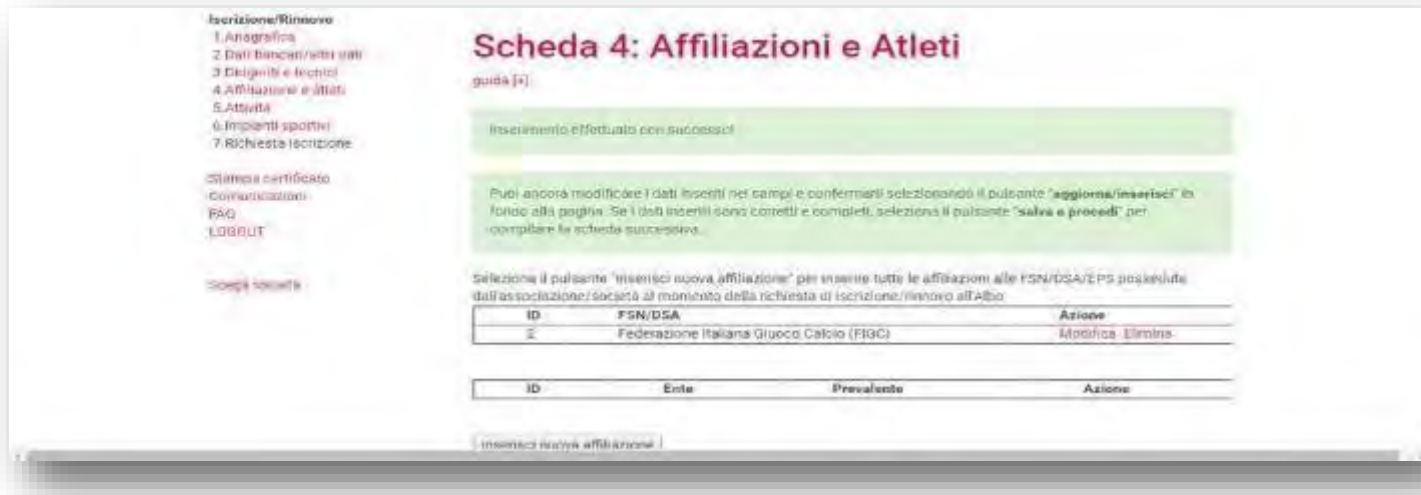 Iscrizione/Rinnovo
1.Anagrafica
2.Dati bancari/altri dati
3.Dirigenti e tecnici
4.Affiliazione e atleti
5.Attività
6.Impianti sportivi
7.Richiesta iscrizione
Stampa certificato
Comunicazioni
FAQ
LOGOUT
Scegli società
Scheda 4: Affiliazioni e Atleti
guida [+]
Inserimento effettuato con successo!
Puoi ancora modificare i dati inseriti nei campi e confermarli selezionando il pulsante "aggiorna/inserisci" in
fondo alla pagina. Se i dati inseriti sono corretti e completi, seleziona il pulsante "salva e procedi" per
compilare la scheda successiva.
Seleziona il pulsante "inserisci nuova affiliazione" per inserire tutte le affiliazioni alle FSN/DSA/EPS possedute
dall'associazione/società al momento della richiesta di iscrizione/rinnovo all'Albo
ID FSN/DSA Azione
Federazione Italiana Giuoco Calcio (FIGC) Modifica Elimina
ID Ente Prevalente Azione
inserisci nuova affiliazione